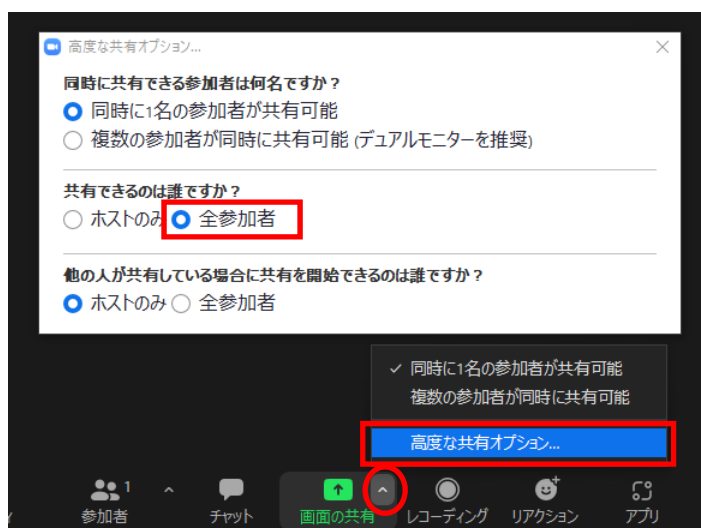 高度な共有オプション...
同時に共有できる参加者は何名ですか？
同時に1名の参加者が共有可能
複数の参加者が同時に共有可能 (デュアルモニターを推奨)
共有できるのは誰ですか？
ホストのみ 全参加者
他の人が共有している場合に共有を開始できるのは誰ですか？
ホストのみ 全参加者
✓ 同時に1名の参加者が共有可能
複数の参加者が同時に共有可能
高度な共有オプション...
1
参加者 チャット 画面の共有 レコーディング リアクション アプリ